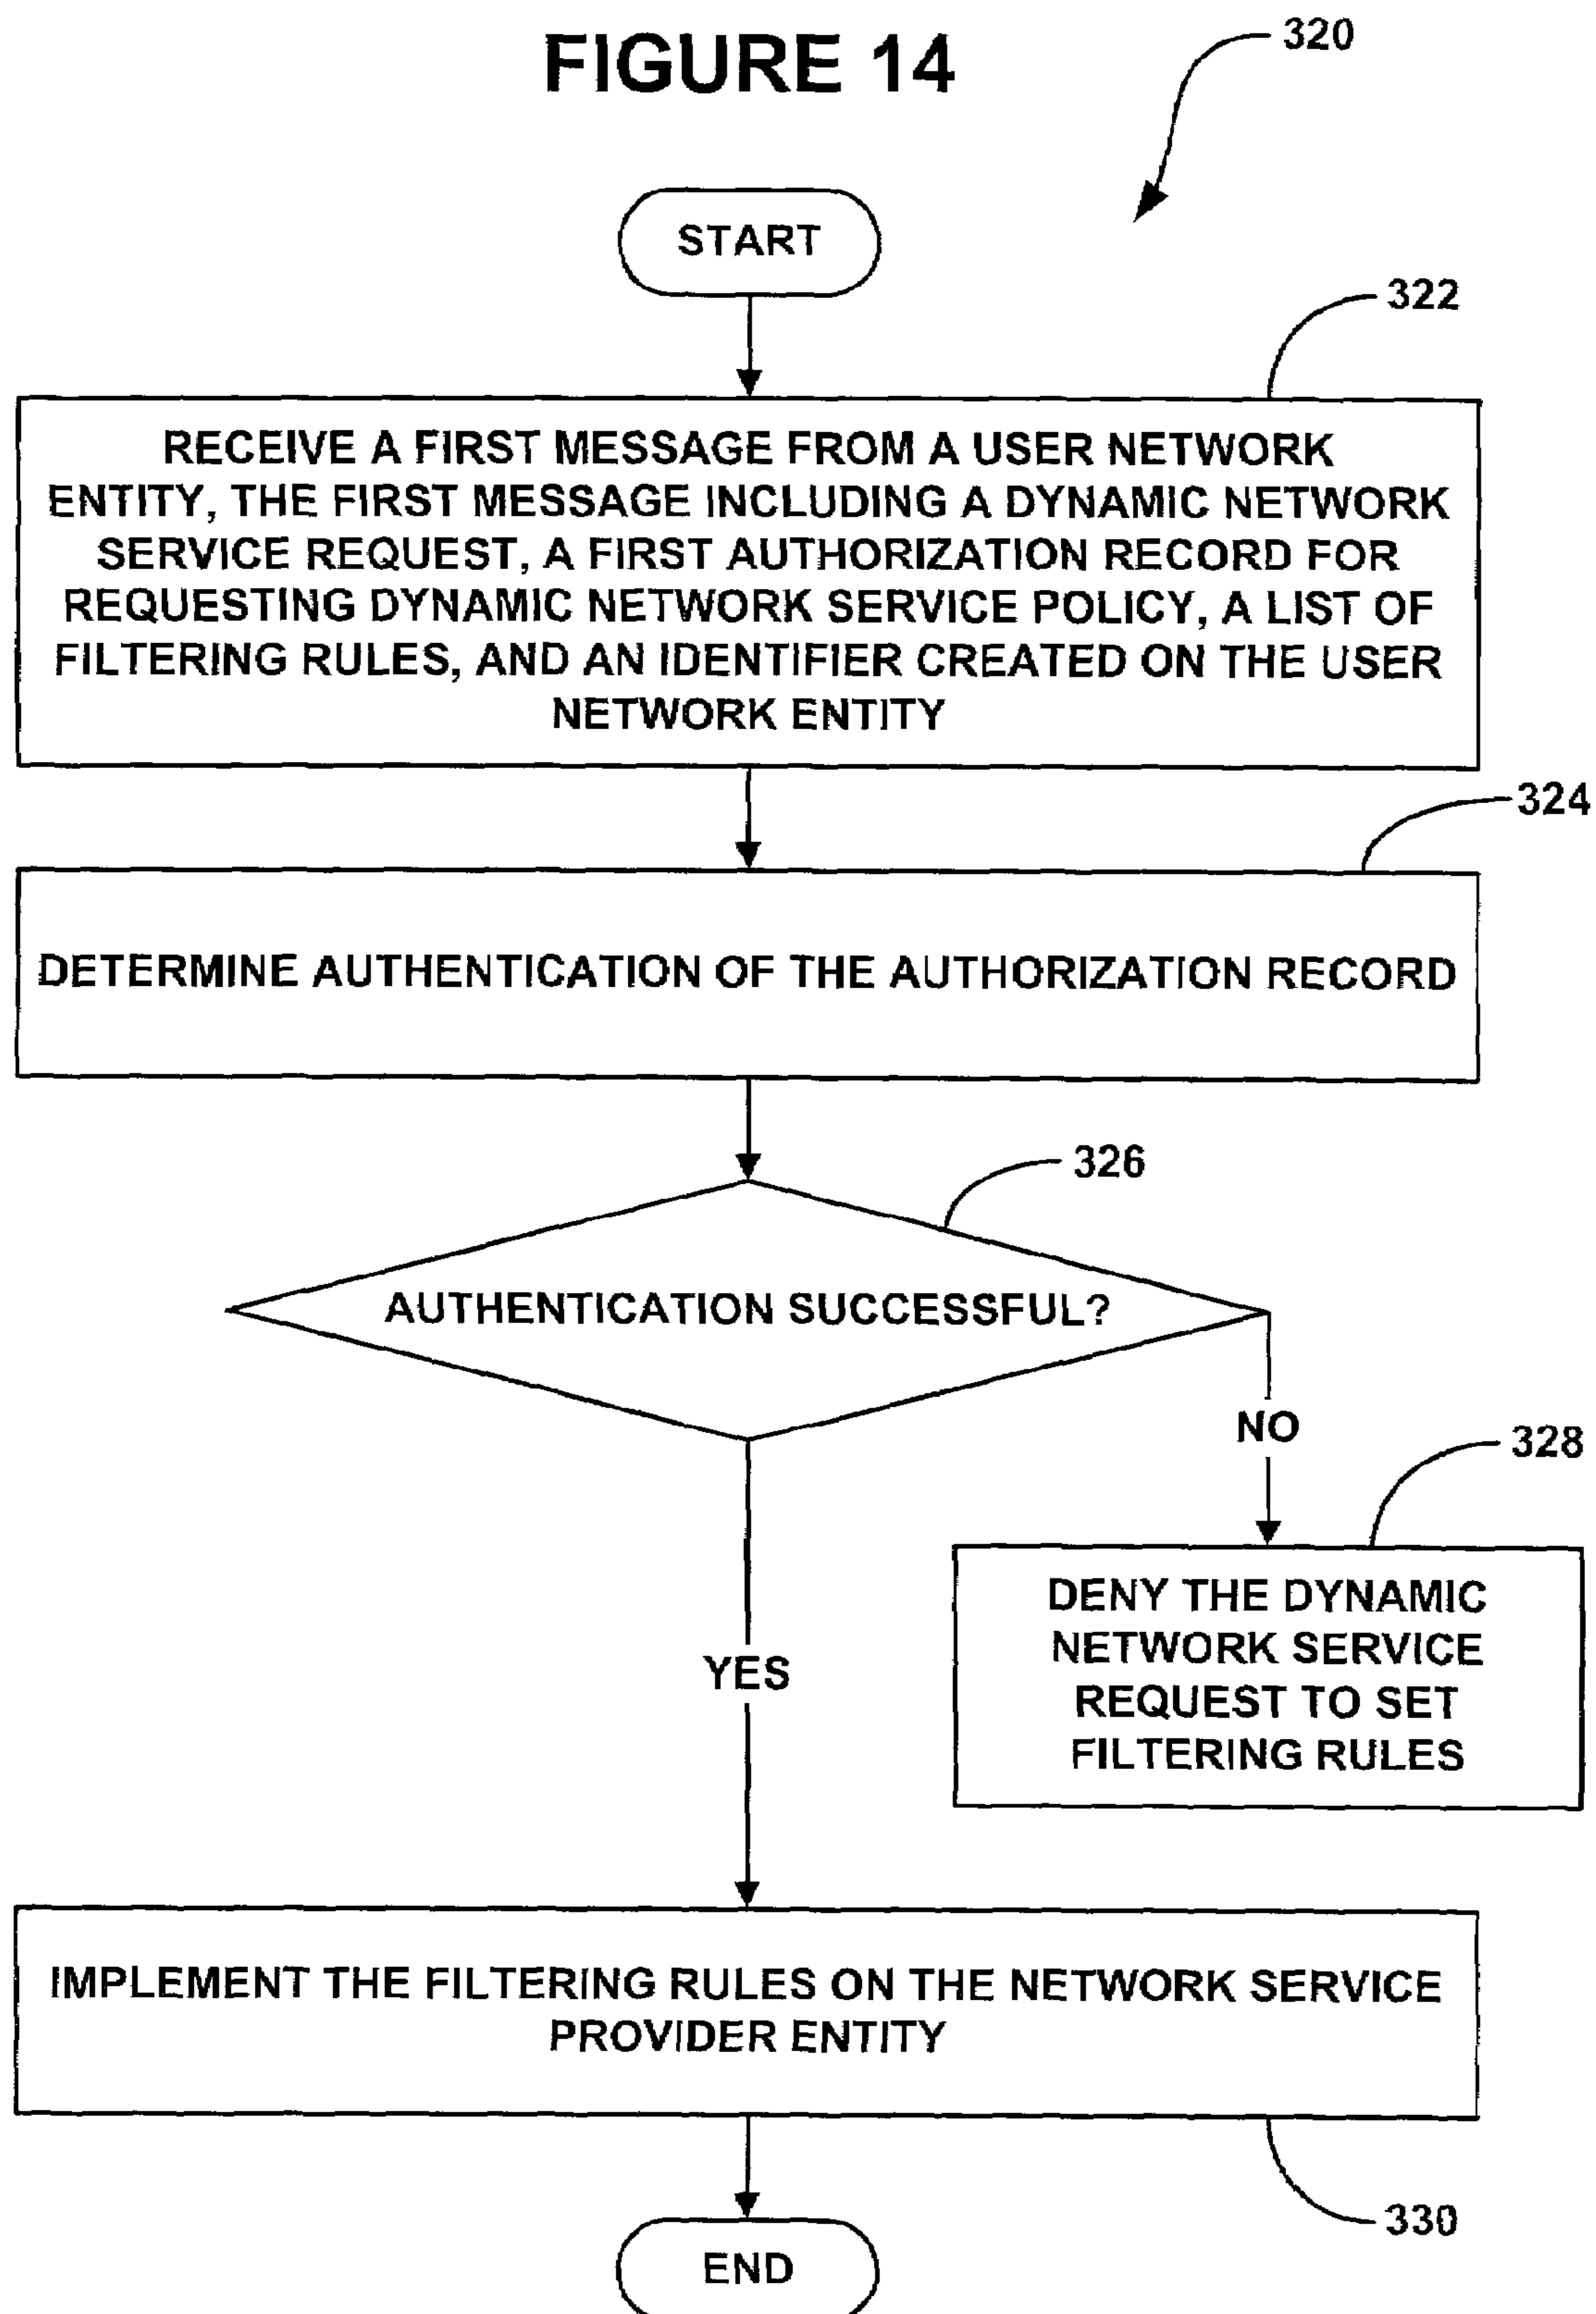 FIGURE 14
320
START
322
RECEIVE A FIRST MESSAGE FROM A USER NETWORK
ENTITY, THE FIRST MESSAGE INCLUDING A DYNAMIC NETWORK
SERVICE REQUEST, A FIRST AUTHORIZATION RECORD FOR
REQUESTING DYNAMIC NETWORK SERVICE POLICY, A LIST OF
FILTERING RULES, AND AN IDENTIFIER CREATED ON THE USER
NETWORK ENTITY
324
DETERMINE AUTHENTICATION OF THE AUTHORIZATION RECORD
326
AUTHENTICATION SUCCESSFUL?
NO
328
DENY THE DYNAMIC
NETWORK SERVICE
REQUEST TO SET
FILTERING RULES
YES
IMPLEMENT THE FILTERING RULES ON THE NETWORK SERVICE
PROVIDER ENTITY
330
END